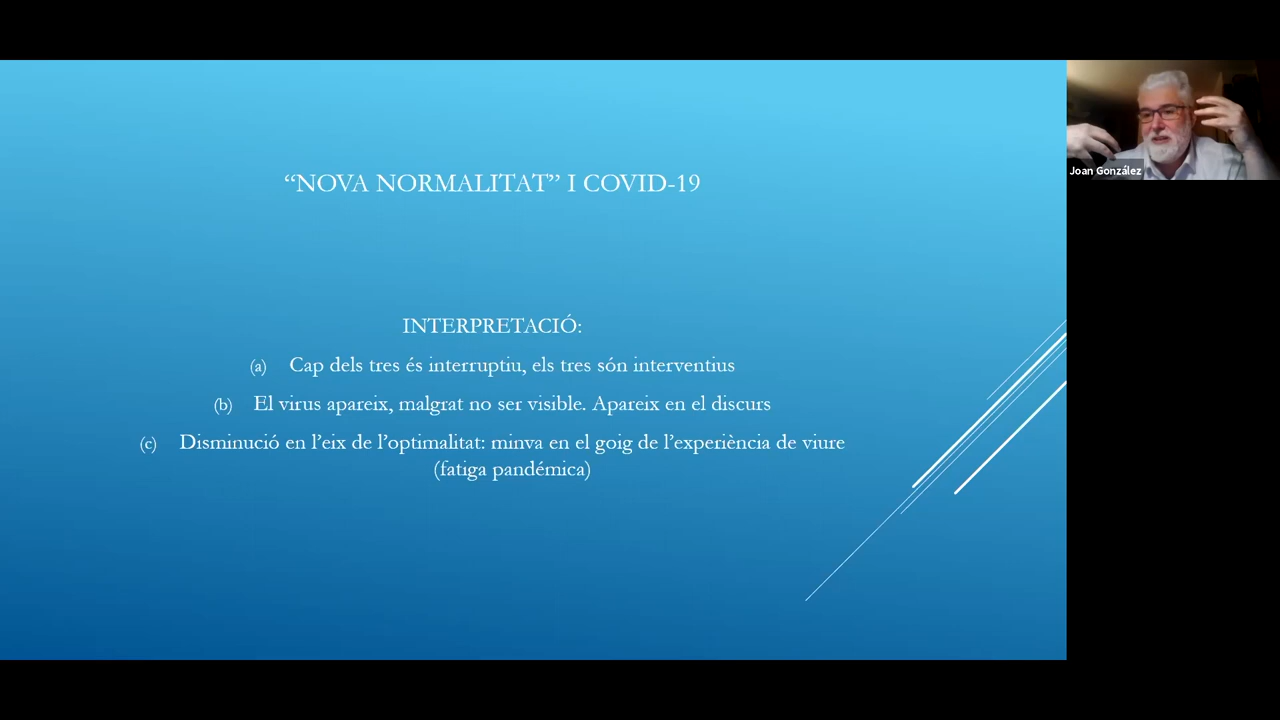 “NOVA NORMALITAT” I COVID-19
INTERPRETACIÓ:
(a) Cap dels tres és interruptiu, els tres són interventius
(b) El virus apareix, malgrat no ser visible. Apareix en el discurs
(c) Disminució en l’eix de l’optimalitat: minva en el goig de l’experiència de viure
(fatiga pandémica)
Joan González